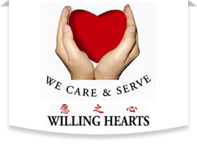 WE CARE & SERVE
愿之心
WILLING HEARTS